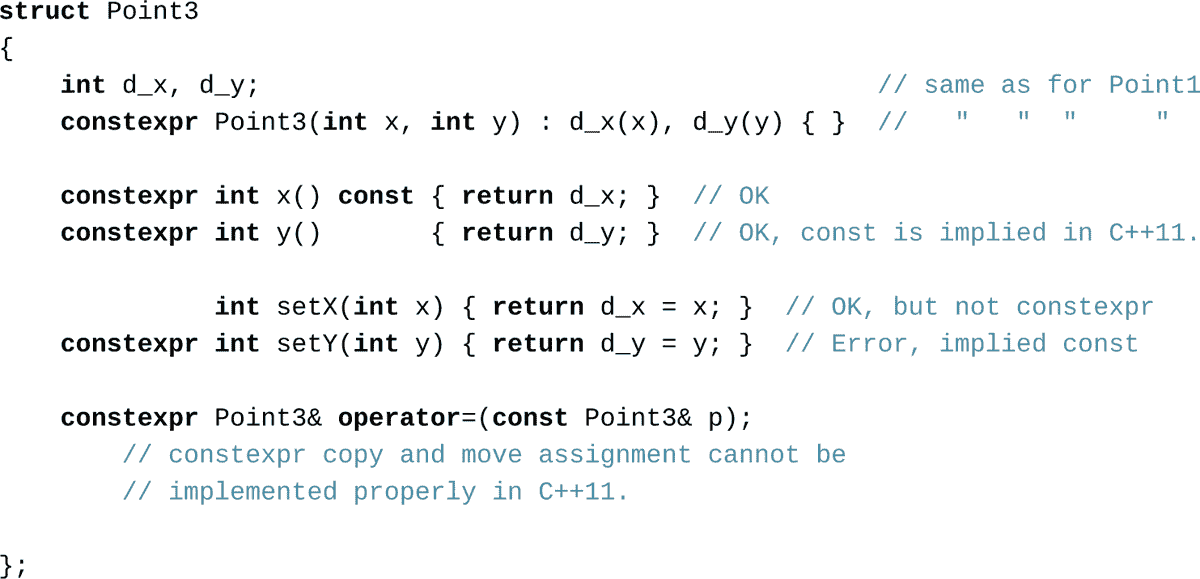 struct Point3
{
    int d_x, d_y;                                        // same as for Point1
    constexpr Point3(int x, int y) : d_x(x), d_y(y) { }  //   "   "  "     "

    constexpr int x() const { return d_x; }  // OK
    constexpr int y()       { return d_y; }  // OK, const is implied in C++11.

              int setX(int x) { return d_x = x; }  // OK, but not constexpr
    constexpr int setY(int y) { return d_y = y; }  // Error, implied const

    constexpr Point3& operator=(const Point3& p);
        // constexpr copy and move assignment cannot be
        // implemented properly in C++11.

};